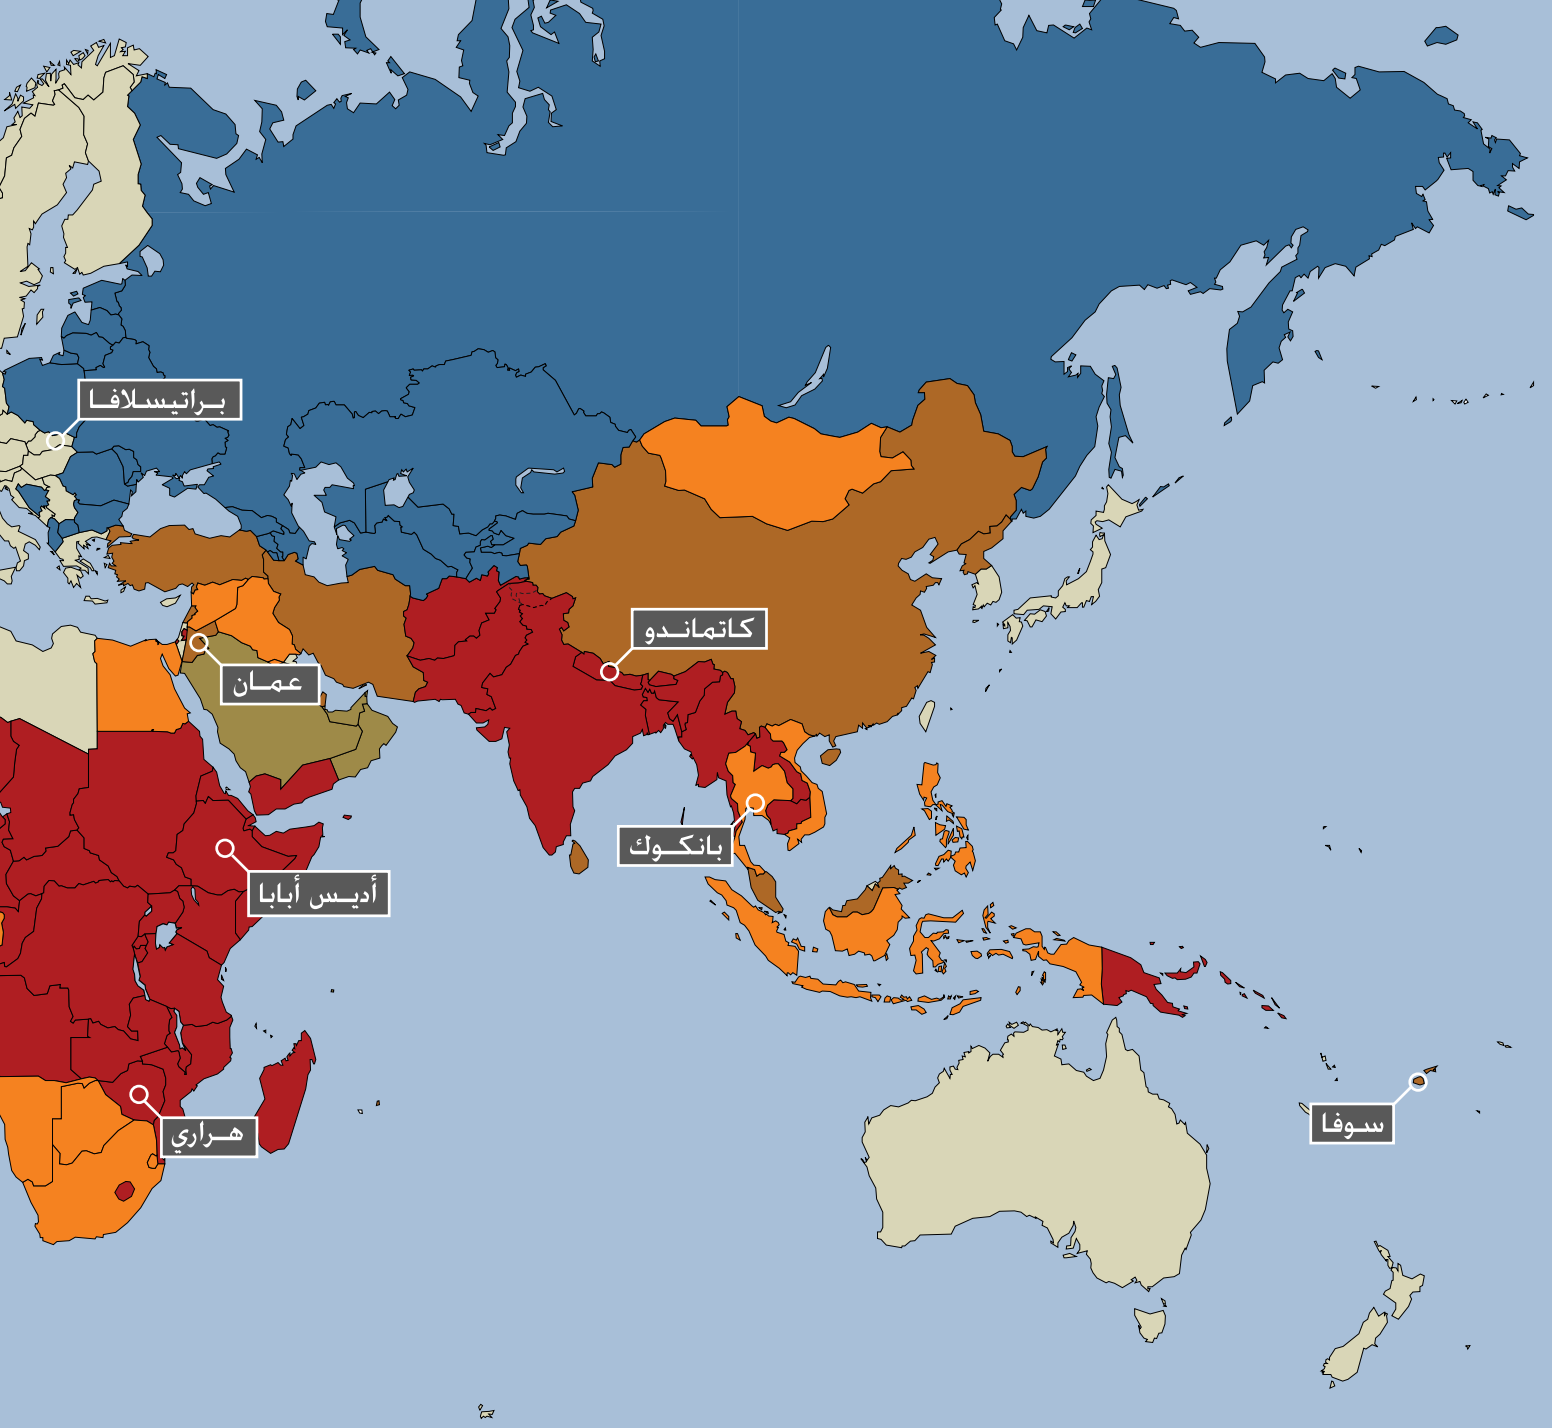 براتيسلافا
كاتماندو
عمان
بانكوك
أديس أبابا
سوفا
هراري